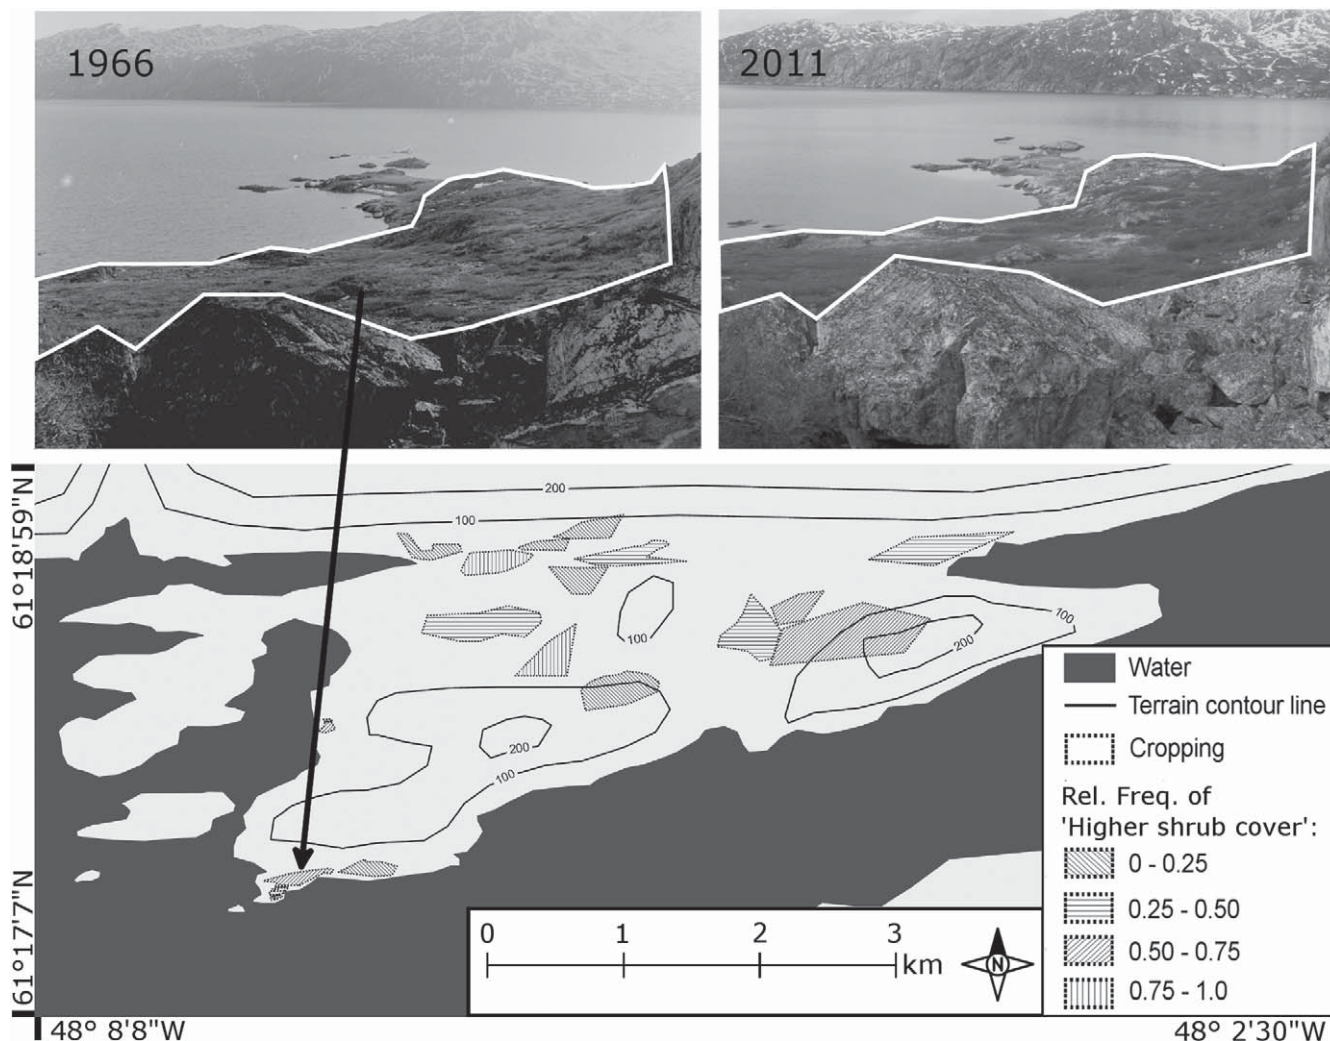 1966
2011
61°18'59"N
200
100
100
100
200
200
100
Water
Terrain contour line
Cropping
Rel. Freq. of
'Higher shrub cover':
0 - 0.25
0.25 - 0.50
0.50 - 0.75
0.75 - 1.0
61°17'7"N
0 1 2 3
km
N
48° 8'8"W
48° 2'30"W